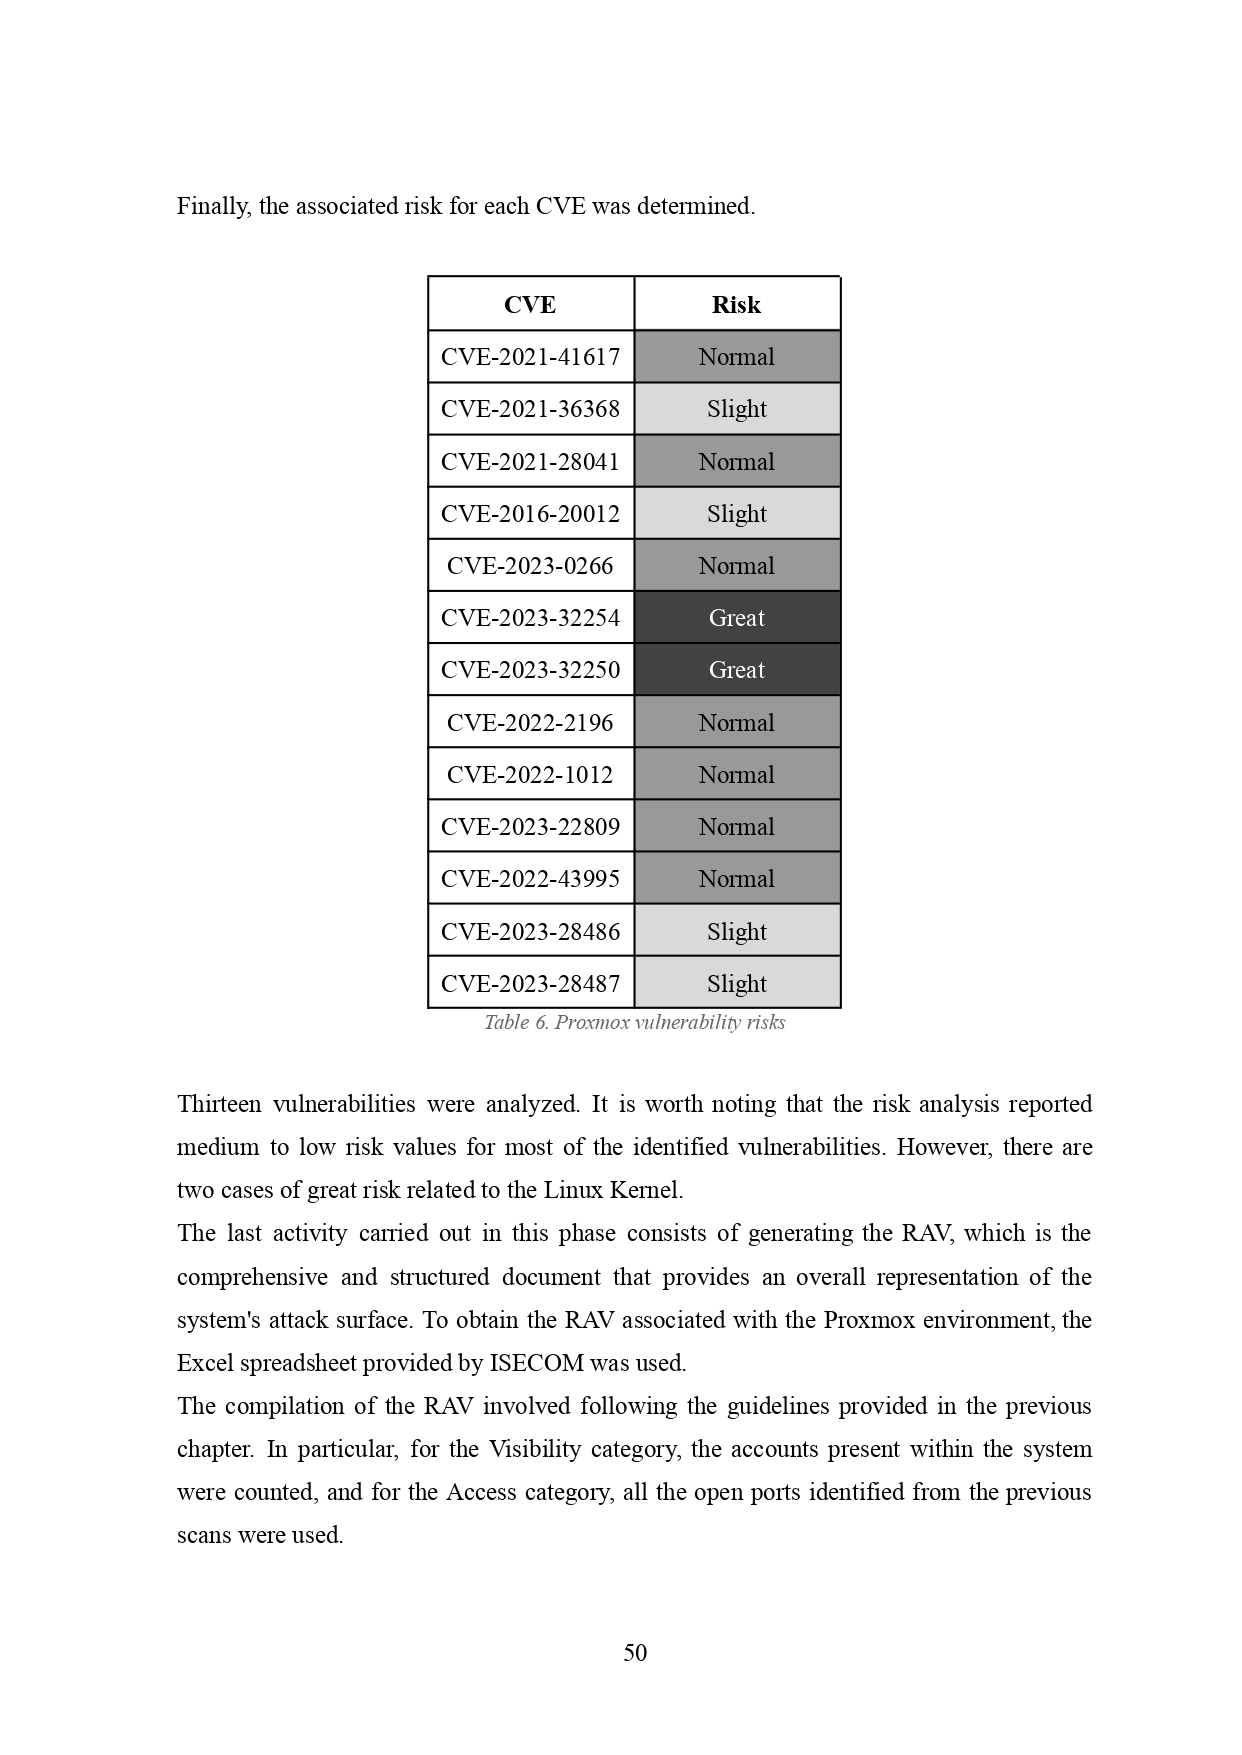 Finally, the associated risk for each CVE was determined.
CVE Risk
CVE-2021-41617 Normal
CVE-2021-36368 Slight
CVE-2021-28041 Normal
CVE-2016-20012 Slight
CVE-2023-0266 Normal
CVE-2023-32254 Great
CVE-2023-32250 Great
CVE-2022-2196 Normal
CVE-2022-1012 Normal
CVE-2023-22809 Normal
CVE-2022-43995 Normal
CVE-2023-28486 Slight
CVE-2023-28487 Slight
Table 6. Proxmox vulnerability risks
Thirteen vulnerabilities were analyzed. It is worth noting that the risk analysis reported
medium to low risk values for most of the identified vulnerabilities. However, there are
two cases of great risk related to the Linux Kernel.
The last activity carried out in this phase consists of generating the RAV, which is the
comprehensive and structured document that provides an overall representation of the
system's attack surface. To obtain the RAV associated with the Proxmox environment, the
Excel spreadsheet provided by ISECOM was used.
The compilation of the RAV involved following the guidelines provided in the previous
chapter. In particular, for the Visibility category, the accounts present within the system
were counted, and for the Access category, all the open ports identified from the previous
scans were used.
50